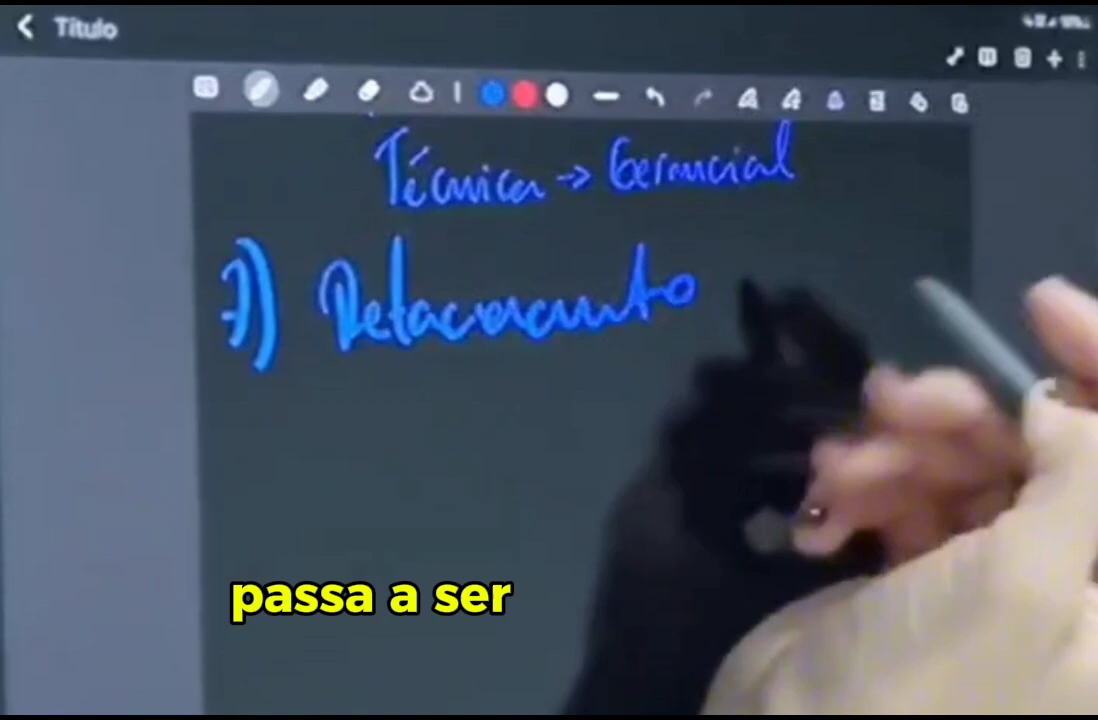 Título
Técnica → Gerencial
7) Relacionamento
passa a ser